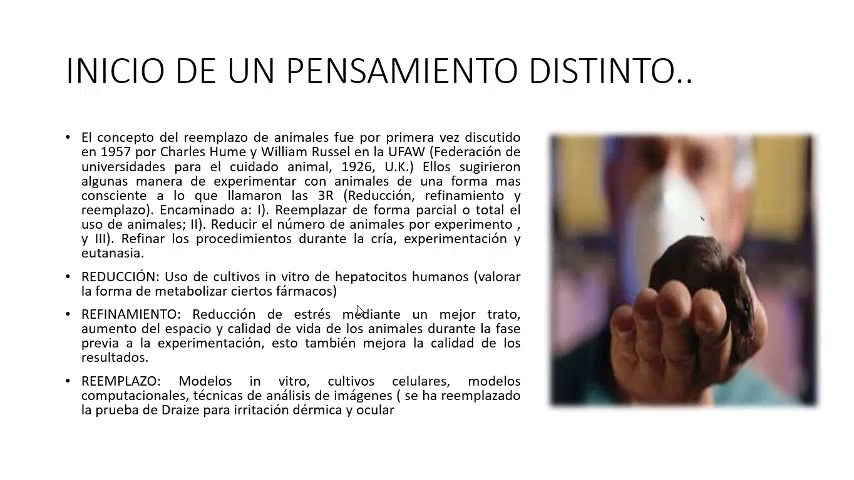 INICIO DE UN PENSAMIENTO DISTINTO..
• El concepto del reemplazo de animales fue por primera vez discutido
en 1957 por Charles Hume y William Russel en la UFAW (Federación de
universidades para el cuidado animal, 1926, U.K.) Ellos sugirieron
algunas manera de experimentar con animales de una forma mas
consciente a lo que llamaron las 3R (Reducción, refinamiento y
reemplazo). Encaminado a: I). Reemplazar de forma parcial o total el
uso de animales; II). Reducir el número de animales por experimento ,
y III). Refinar los procedimientos durante la cría, experimentación y
eutanasia.
• REDUCCIÓN: Uso de cultivos in vitro de hepatocitos humanos (valorar
la forma de metabolizar ciertos fármacos)
• REFINAMIENTO: Reducción de estrés mediante un mejor trato,
aumento del espacio y calidad de vida de los animales durante la fase
previa a la experimentación, esto también mejora la calidad de los
resultados.
• REEMPLAZO: Modelos in vitro, cultivos celulares, modelos
computacionales, técnicas de análisis de imágenes ( se ha reemplazado
la prueba de Draize para irritación dérmica y ocular